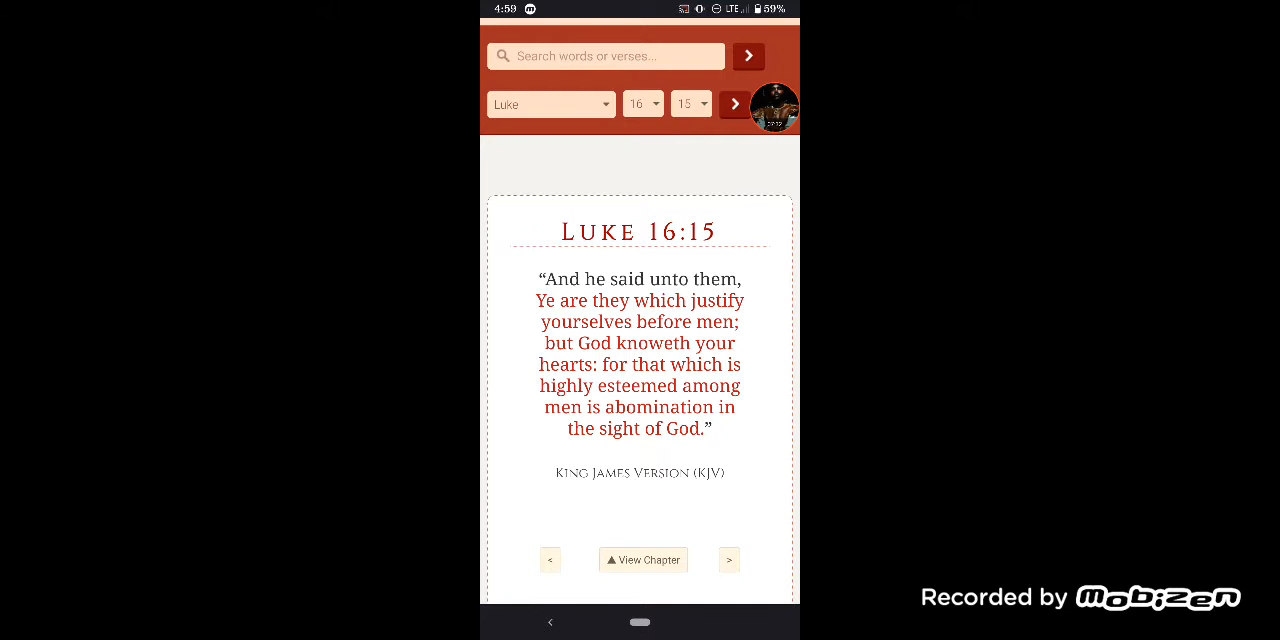 4:59 m LTE 59%
Search words or verses...
Luke 16 15
LUKE 16:15
“And he said unto them,
Ye are they which justify
yourselves before men;
but God knoweth your
hearts: for that which is
highly esteemed among
men is abomination in
the sight of God.”
KING JAMES VERSION (KJV)
< ▲ View Chapter >
Recorded by mobizen